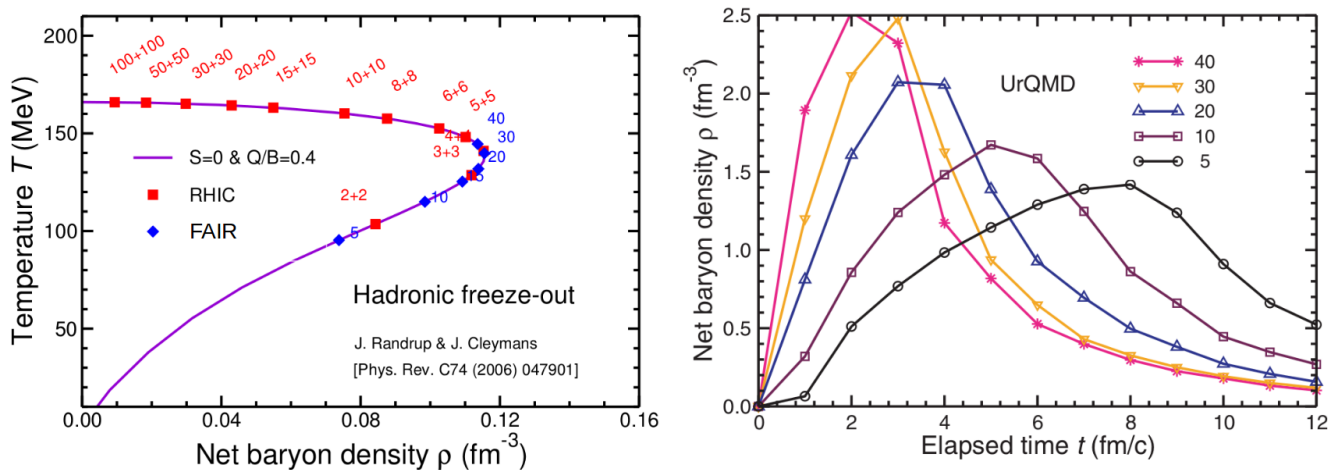 200
150
100
50
Temperature T (MeV)
100+100
50+50
30+30
20+20
15+15
10+10
8+8
6+6
5+5
40
30
3+3
20
2+2
10
5
S=0 & Q/B=0.4
RHIC
FAIR
Hadronic freeze-out
J. Randrup & J. Cleymans
[Phys. Rev. C74 (2006) 047901]
0.00 0.04 0.08 0.12 0.16
Net baryon density ρ (fm⁻³)
2.5
2.0
1.5
1.0
0.5
0.0
Net baryon density ρ (fm⁻³)
UrQMD
40
30
20
10
5
0 2 4 6 8 10 12
Elapsed time t (fm/c)